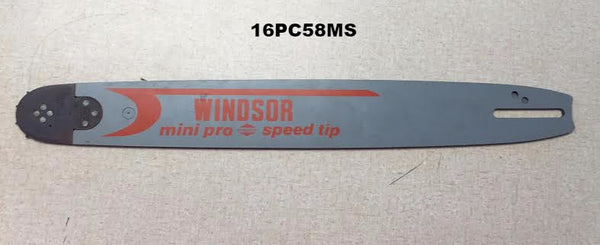 16PC58MS
WINDSOR
mini pro speed tip